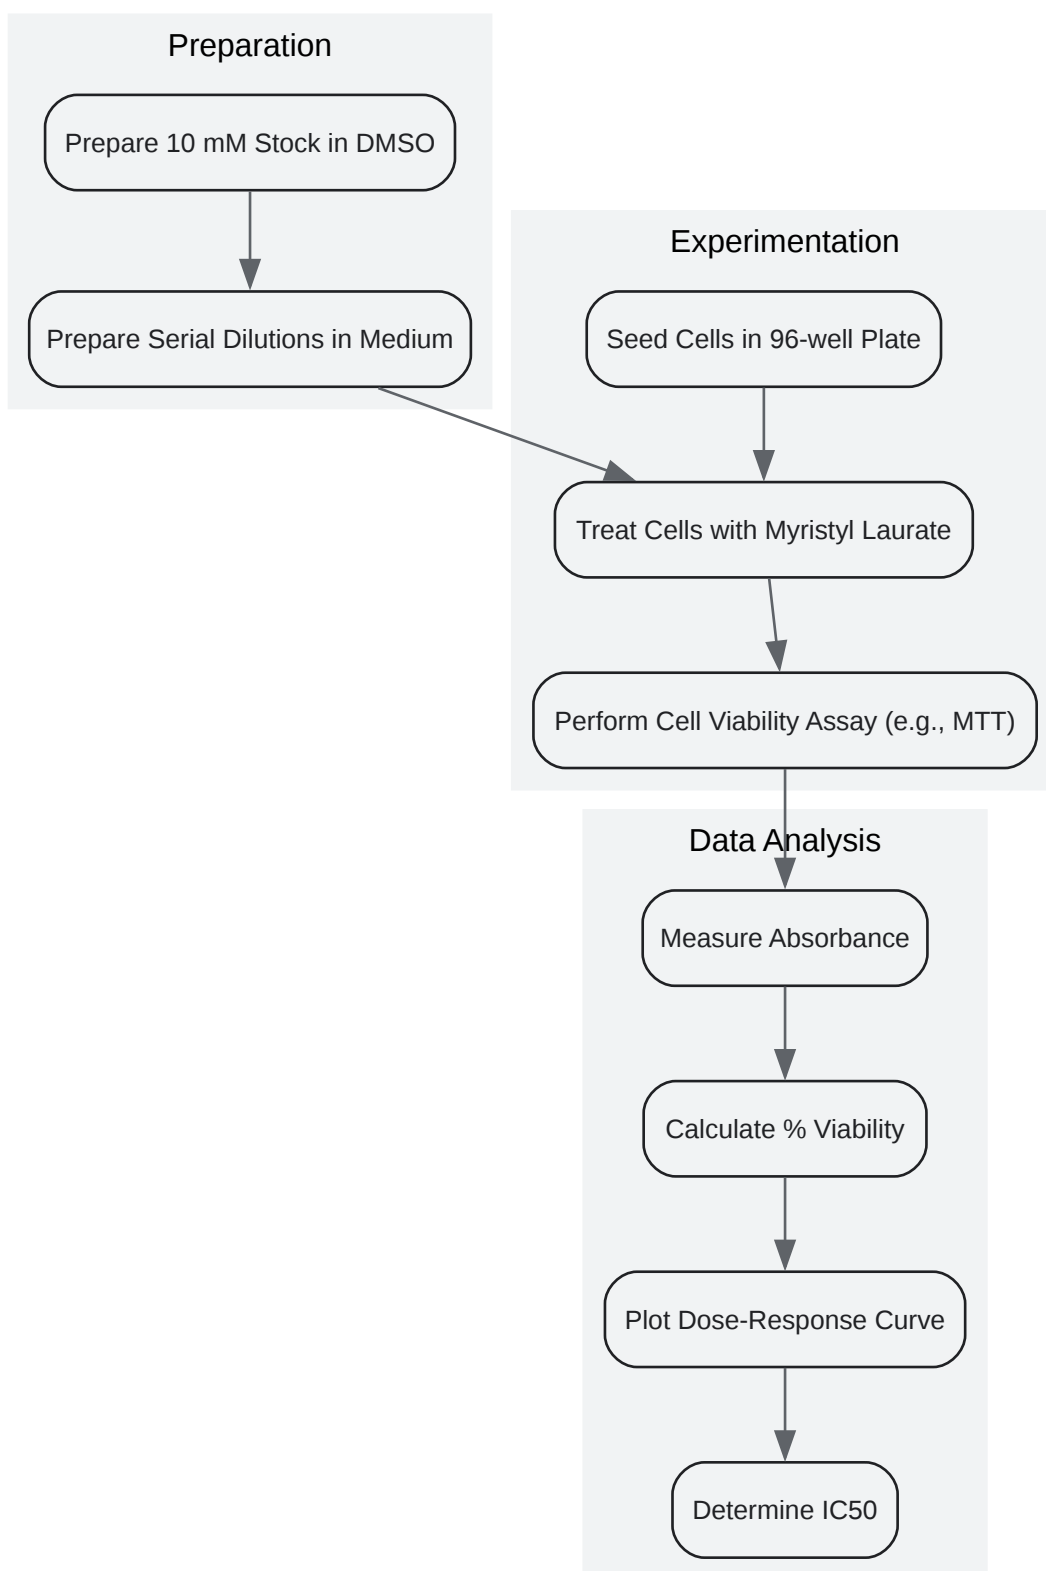 Preparation
Prepare 10 mM Stock in DMSO
Prepare Serial Dilutions in Medium
Experimentation
Seed Cells in 96-well Plate
Treat Cells with Myristyl Laurate
Perform Cell Viability Assay (e.g., MTT)
Data Analysis
Measure Absorbance
Calculate % Viability
Plot Dose-Response Curve
Determine IC50